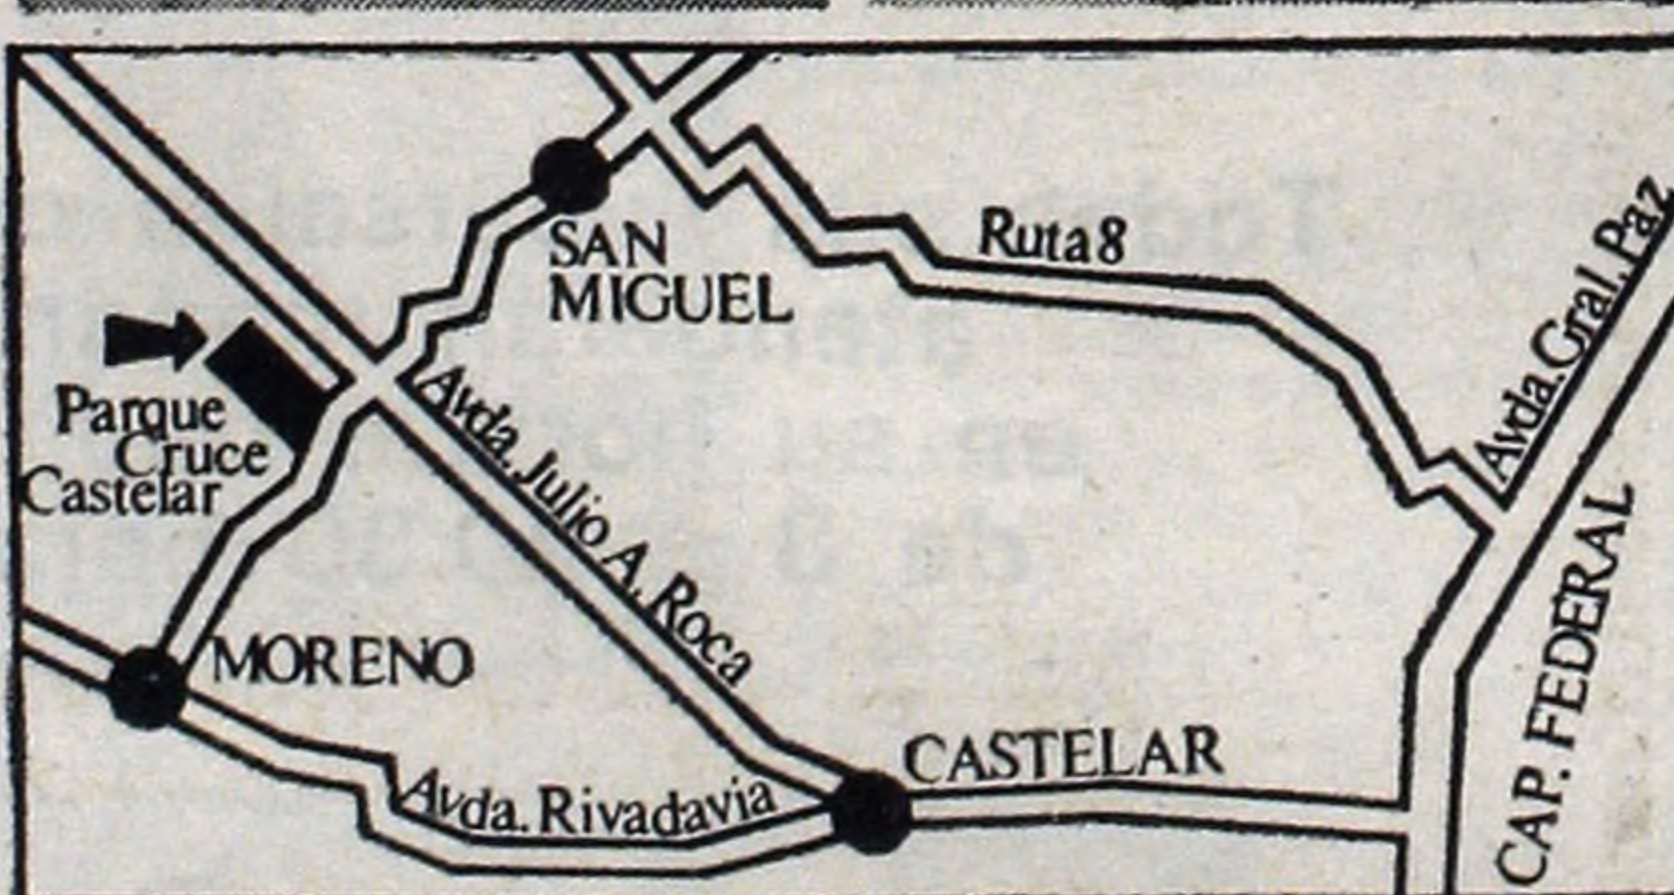 Ruta 8
Avda. Gral. Paz
SAN
MIGUEL
Parque
Cruce
Castelar
Avda. Julio A. Roca
MORENO
CASTELAR
Avda. Rivadavia
CAP. FEDERAL